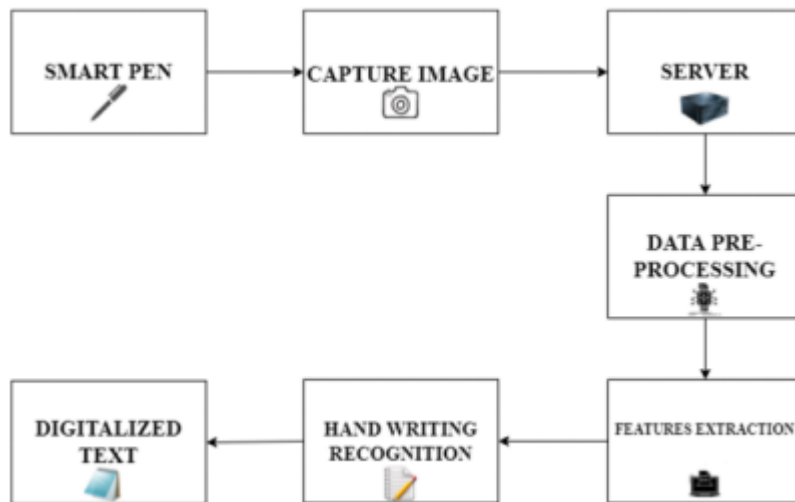 SMART PEN
CAPTURE IMAGE
SERVER
DATA PRE-
PROCESSING
FEATURES EXTRACTION
HAND WRITING
RECOGNITION
DIGITALIZED
TEXT